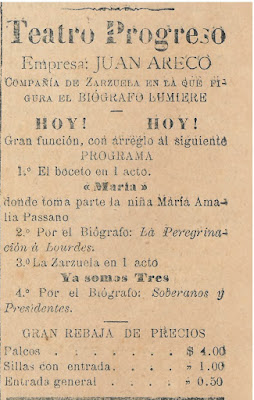 Teatro Progreso
Empresa: JUAN ARECO
COMPAÑÍA DE ZARZUELA EN LA QUE FI-
GURA EL BIÓGRAFO LUMIERE
HOY! HOY!
Gran función, con arreglo al siguiente
PROGRAMA
1.º El boceto en 1 acto.
«Maria»
donde toma parte la niña María Ama-
lia Passano
2.º Por el Biógrafo: La Peregrina-
ción á Lourdes.
3.º La Zarzuela en 1 acto
Ya somos Tres
4.º Por el Biógrafo: Soberanos y
Presidentes.
GRAN REBAJA DE PRECIOS
Palcos . . . . . . . $ 4.00
Sillas con entrada. . . . » 1.00
Entrada general . . . . » 0.50